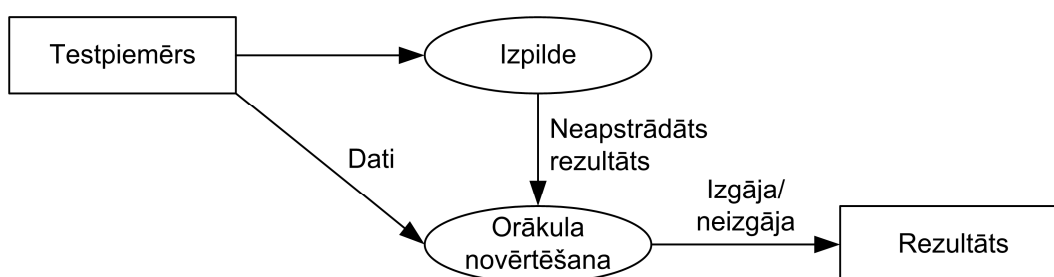 Testpiemērs
Izpilde
Neapstrādāts
rezultāts
Dati
Izgāja/
neizgāja
Orākula
novērtēšana
Rezultāts